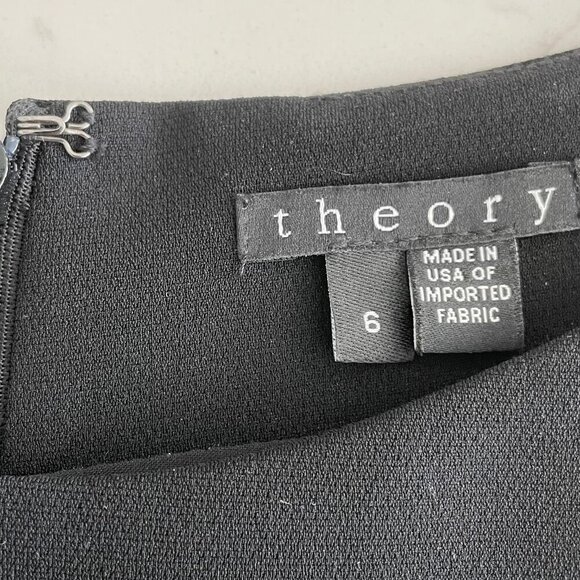 theory
6
MADE IN
USA OF
IMPORTED
FABRIC